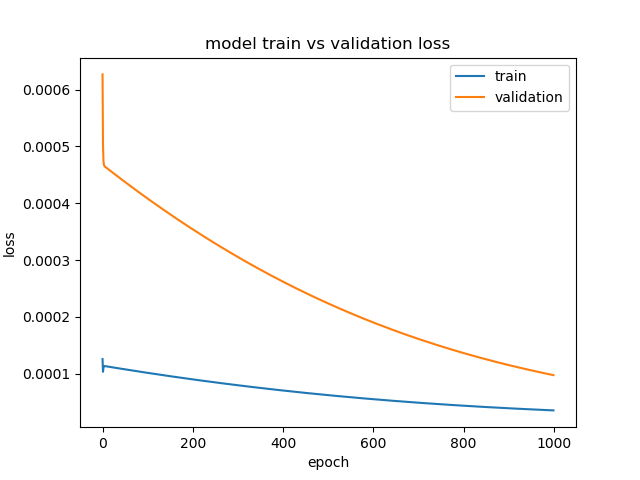 model train vs validation loss
train
validation
0.0006
0.0005
0.0004
0.0003
0.0002
0.0001
loss
0 200 400 600 800 1000
epoch